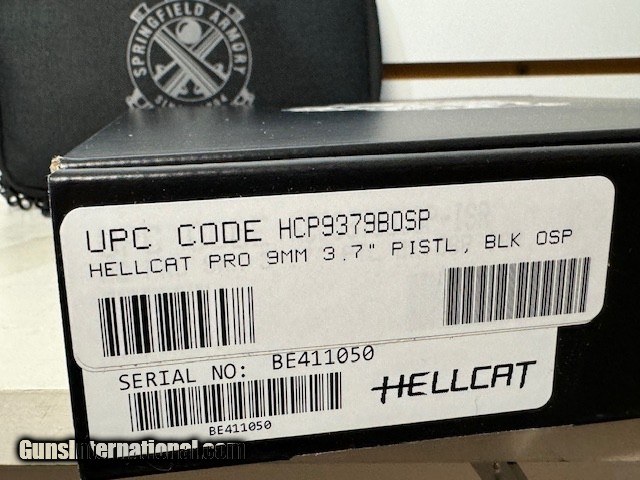 SPRINGFIELD ARMORY
UPC CODE HCP9379BOSP
HELLCAT PRO 9MM 3.7" PISTL, BLK OSP
SERIAL NO: BE411050
BE411050
HELLCAT
GunsInternational.com